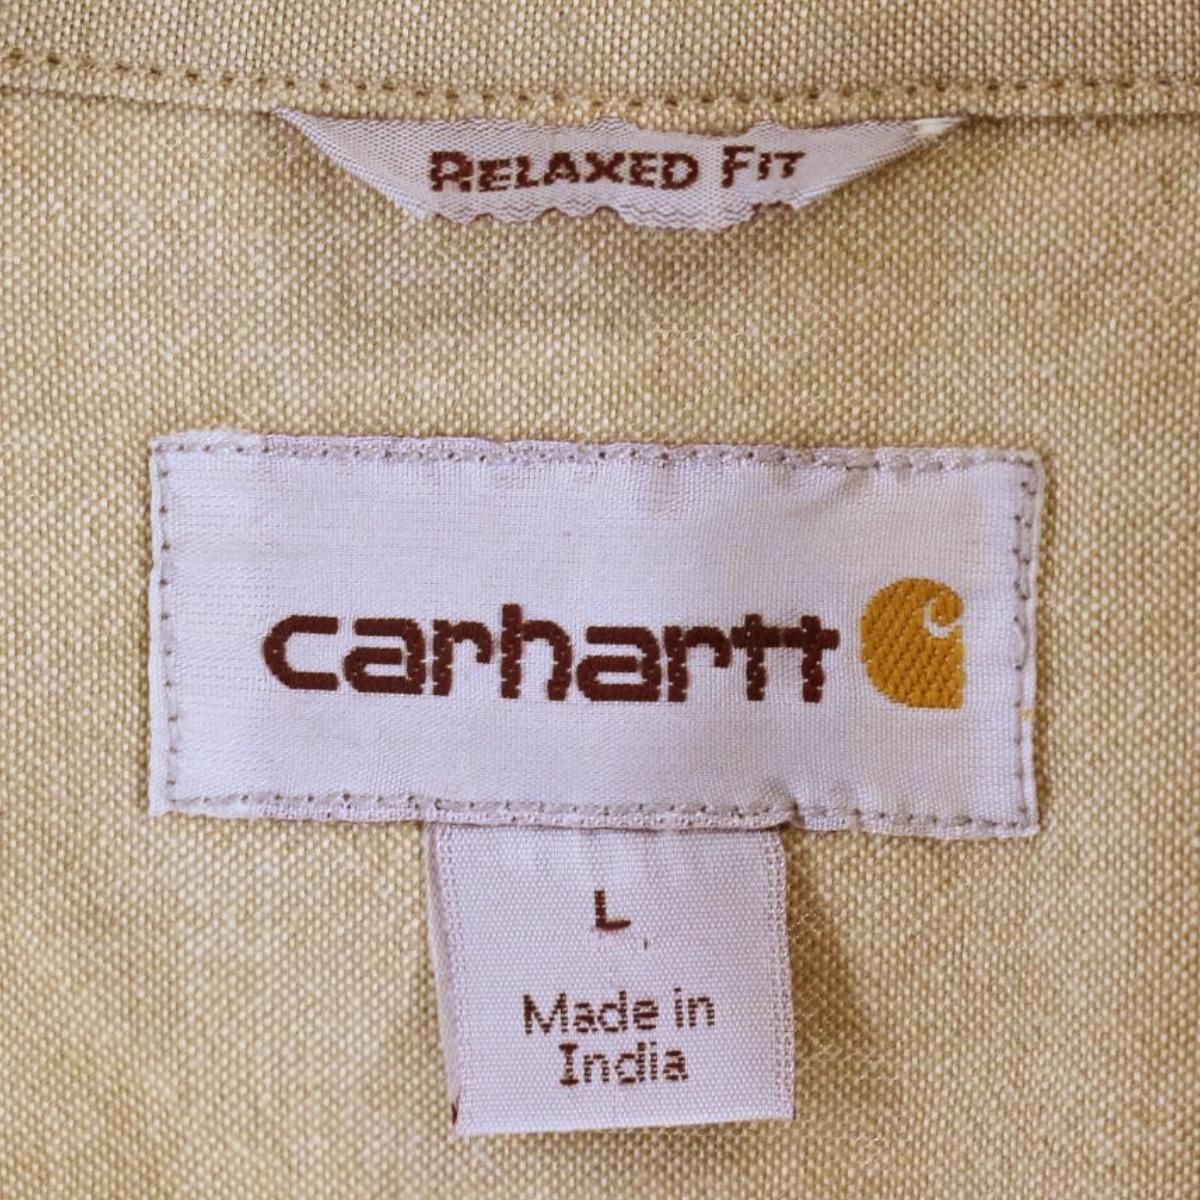 RELAXED FIT
carhartt
L
Made in
India